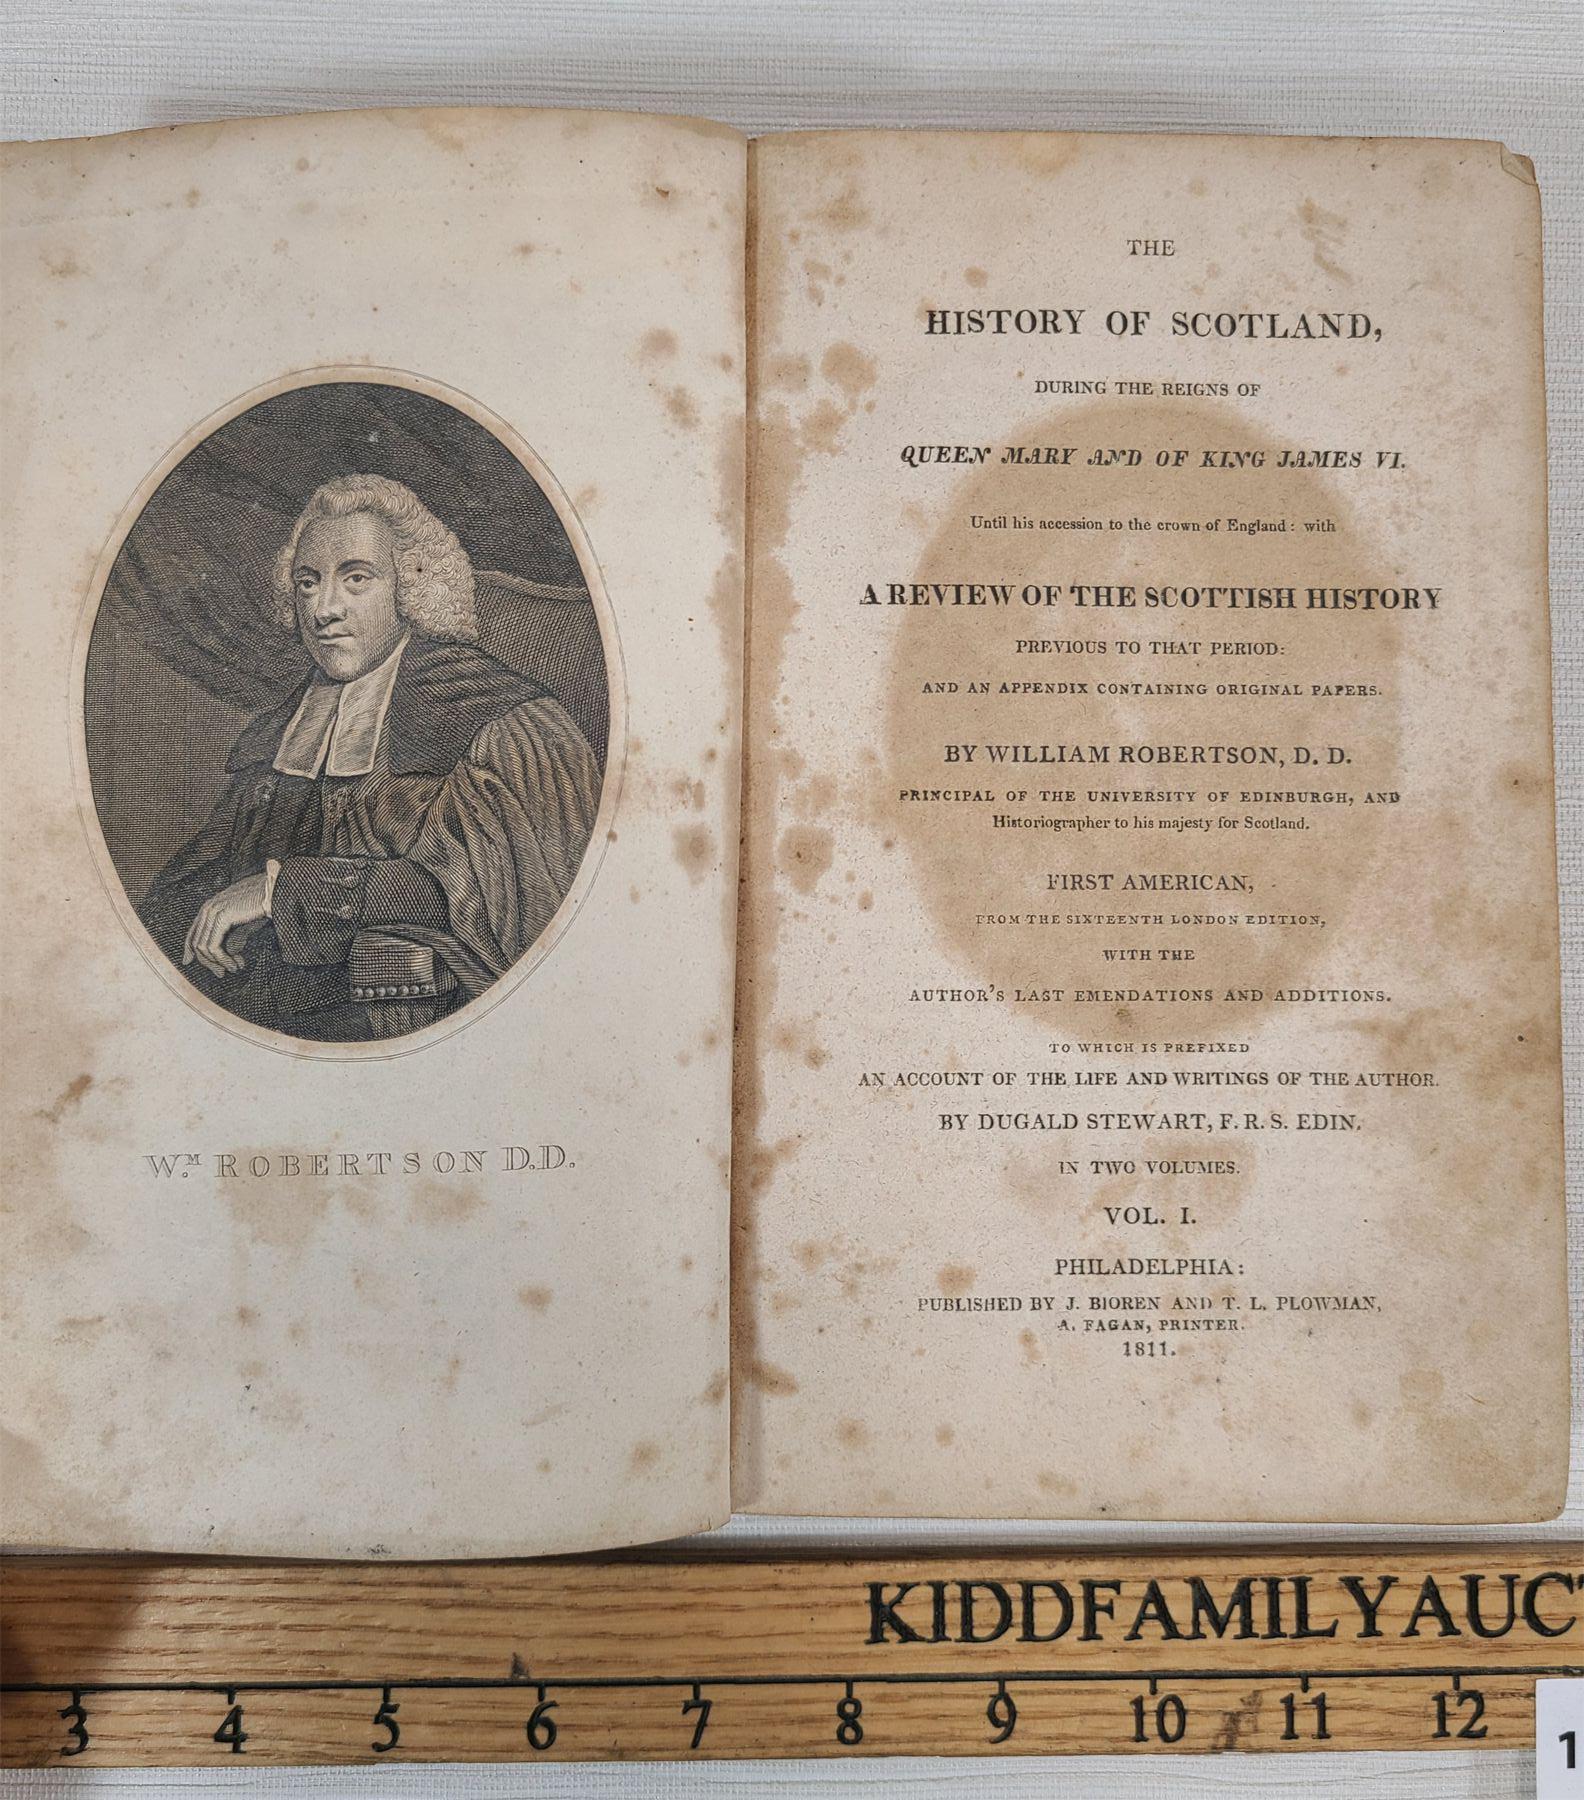 W.M ROBERTSON D.D.
THE
HISTORY OF SCOTLAND,
DURING THE REIGNS OF
QUEEN MARY AND OF KING JAMES VI.
Until his accession to the crown of England: with
A REVIEW OF THE SCOTTISH HISTORY
PREVIOUS TO THAT PERIOD:
AND AN APPENDIX CONTAINING ORIGINAL PAPERS.
BY WILLIAM ROBERTSON, D. D.
PRINCIPAL OF THE UNIVERSITY OF EDINBURGH, AND
Historiographer to his majesty for Scotland.
FIRST AMERICAN,
FROM THE SIXTEENTH LONDON EDITION,
WITH THE
AUTHOR'S LAST EMENDATIONS AND ADDITIONS.
TO WHICH IS PREFIXED
AN ACCOUNT OF THE LIFE AND WRITINGS OF THE AUTHOR.
BY DUGALD STEWART, F. R. S. EDIN.
IN TWO VOLUMES.
VOL. I.
PHILADELPHIA:
PUBLISHED BY J. BIOREN AND T. L. PLOWMAN,
A. FAGAN, PRINTER.
1811.
KIDDFAMILYAUCT
3 4 5 6 7 8 9 10 11 12
1